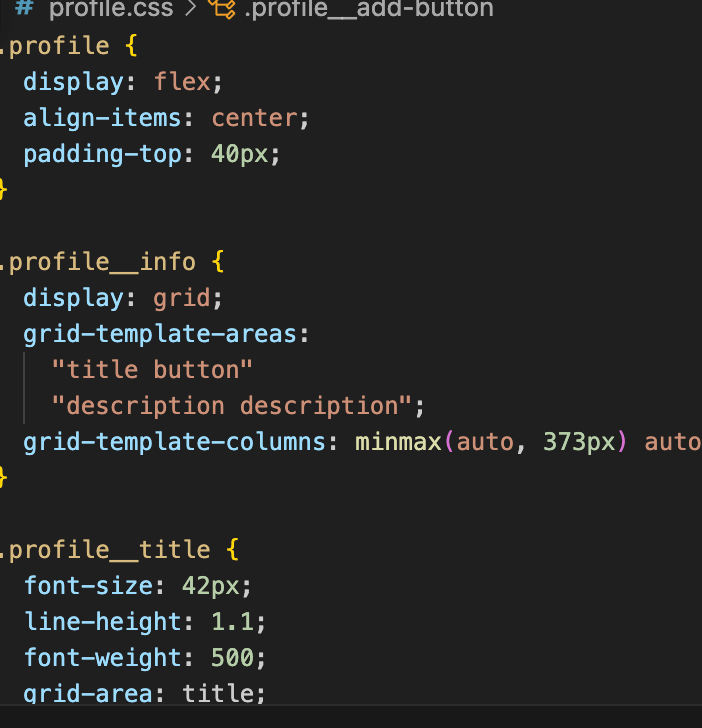 # profile.css > .profile__add-button
.profile {
display: flex;
align-items: center;
padding-top: 40px;
}
.profile__info {
display: grid;
grid-template-areas:
"title button"
"description description";
grid-template-columns: minmax(auto, 373px) auto
}
.profile__title {
font-size: 42px;
line-height: 1.1;
font-weight: 500;
grid-area: title;